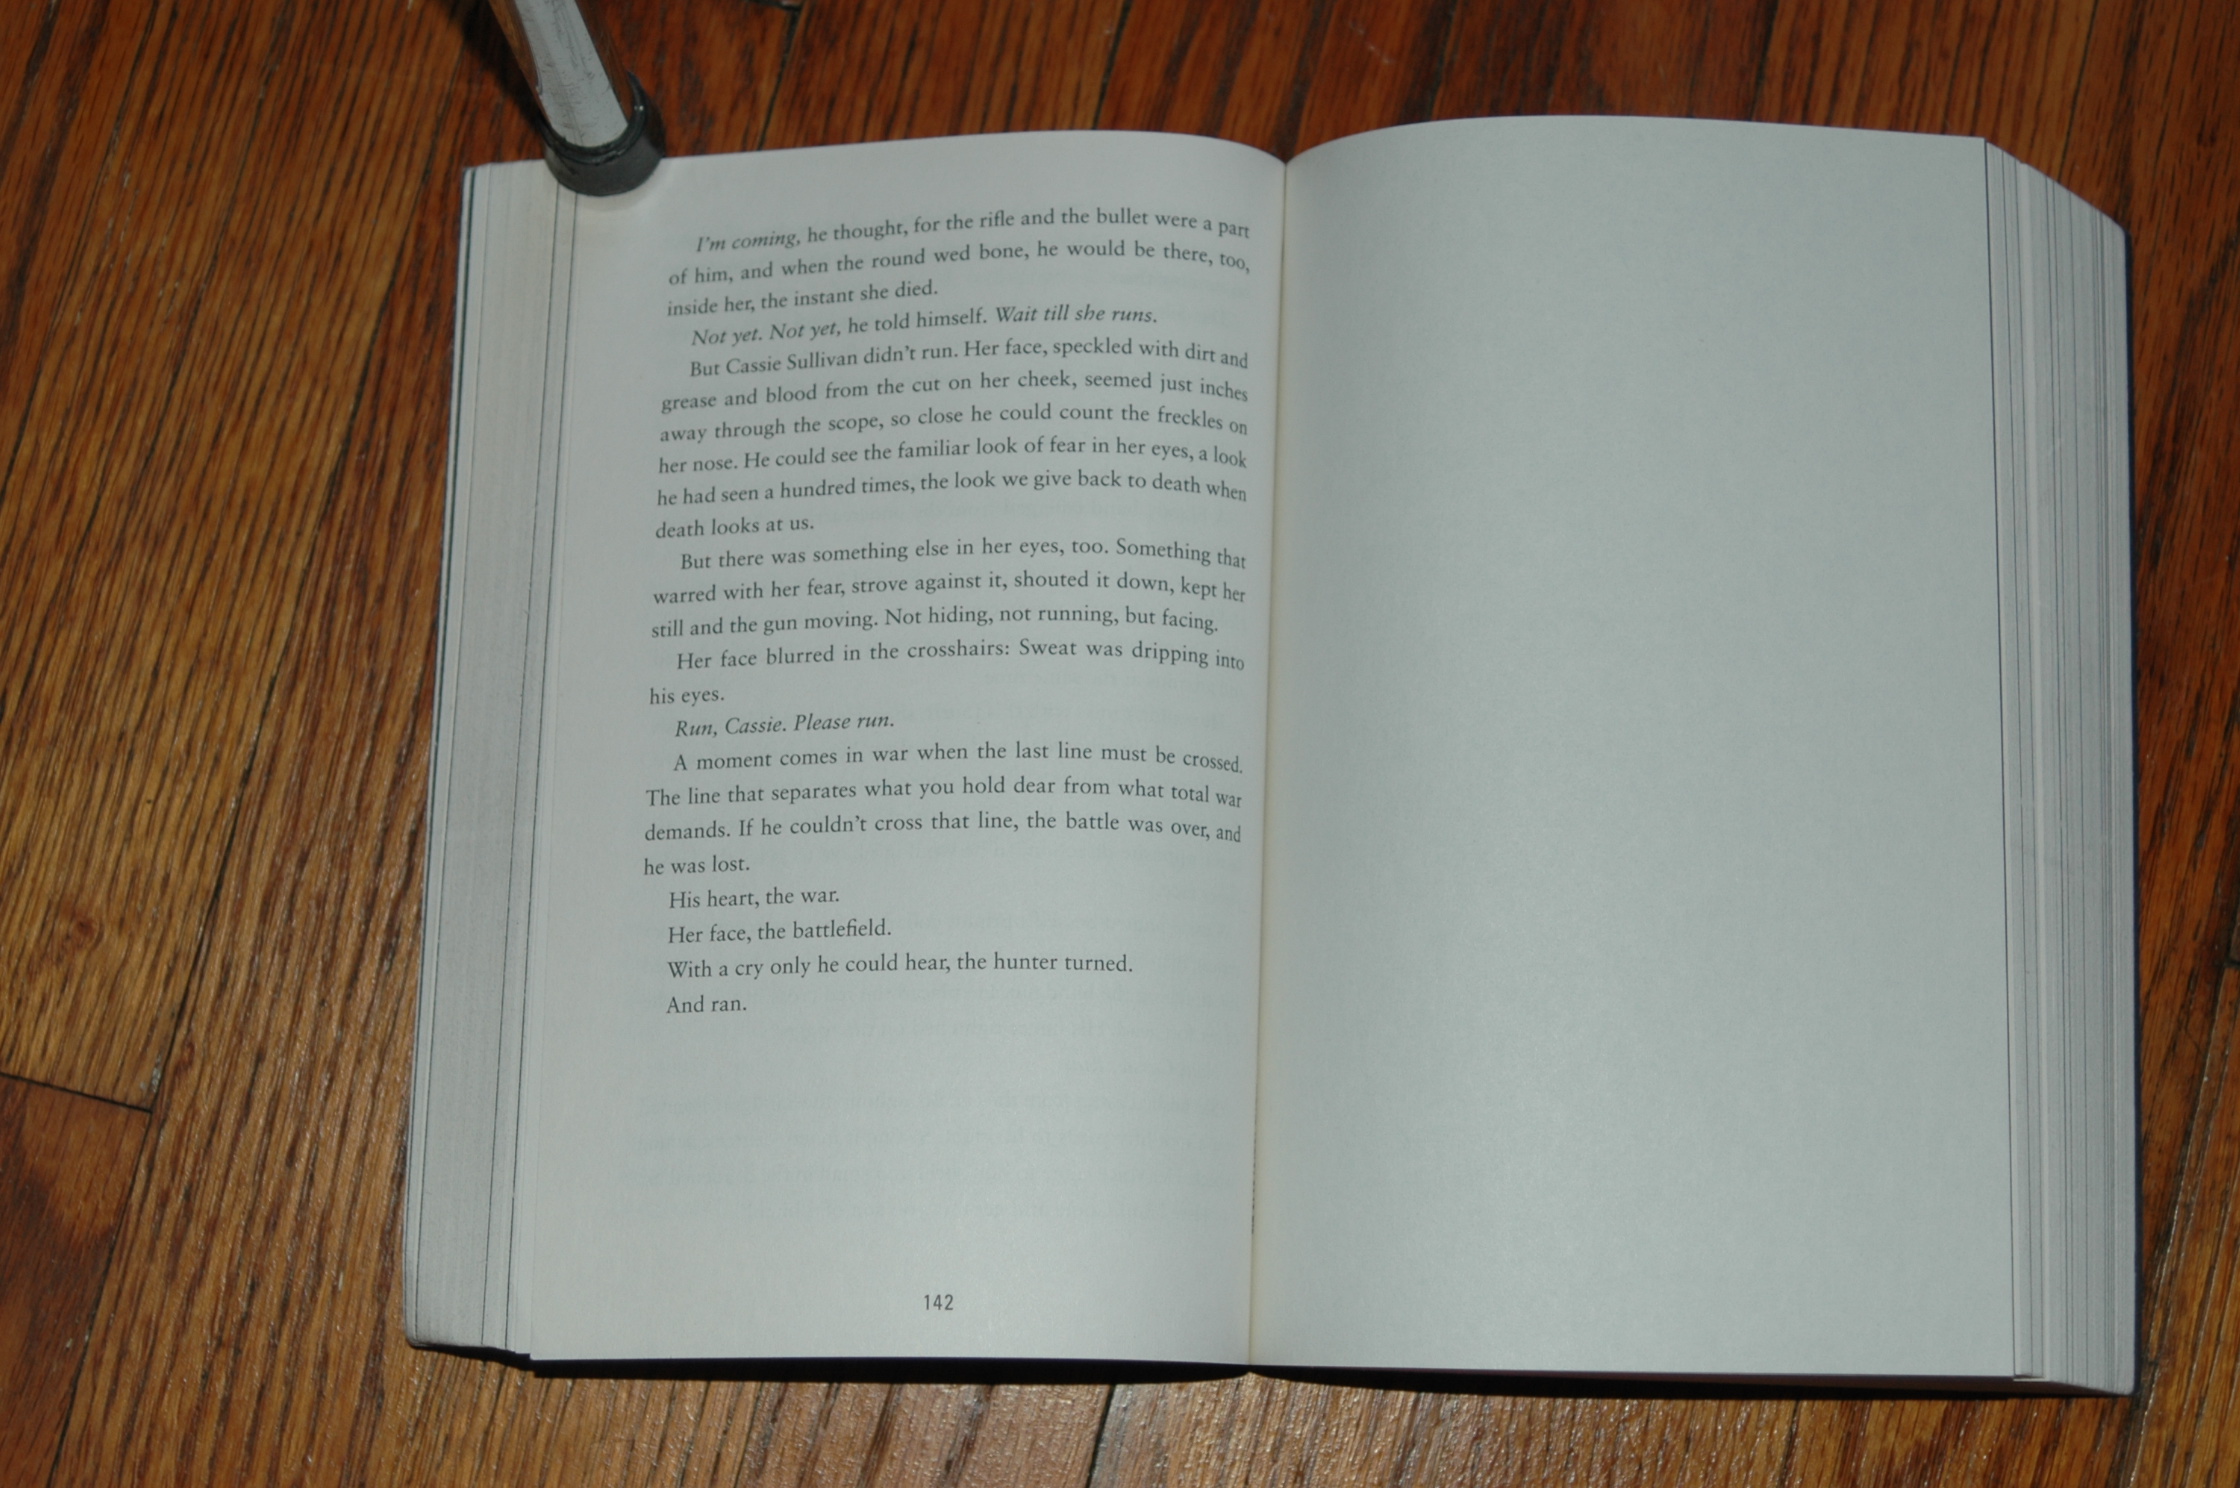 I'm coming, he thought, for the rifle and the bullet were a part
of him, and when the round wed bone, he would be there, too,
inside her, the instant she died.
Not yet. Not yet, he told himself. Wait till she runs.
But Cassie Sullivan didn't run. Her face, speckled with dirt and
grease and blood from the cut on her cheek, seemed just inches
away through the scope, so close he could count the freckles on
her nose. He could see the familiar look of fear in her eyes, a look
he had seen a hundred times, the look we give back to death when
death looks at us.
But there was something else in her eyes, too. Something that
warred with her fear, strove against it, shouted it down, kept her
still and the gun moving. Not hiding, not running, but facing.
Her face blurred in the crosshairs: Sweat was dripping into
his eyes.
Run, Cassie. Please run.
A moment comes in war when the last line must be crossed.
The line that separates what you hold dear from what total war
demands. If he couldn't cross that line, the battle was over, and
he was lost.
His heart, the war.
Her face, the battlefield.
With a cry only he could hear, the hunter turned.
And ran.
142